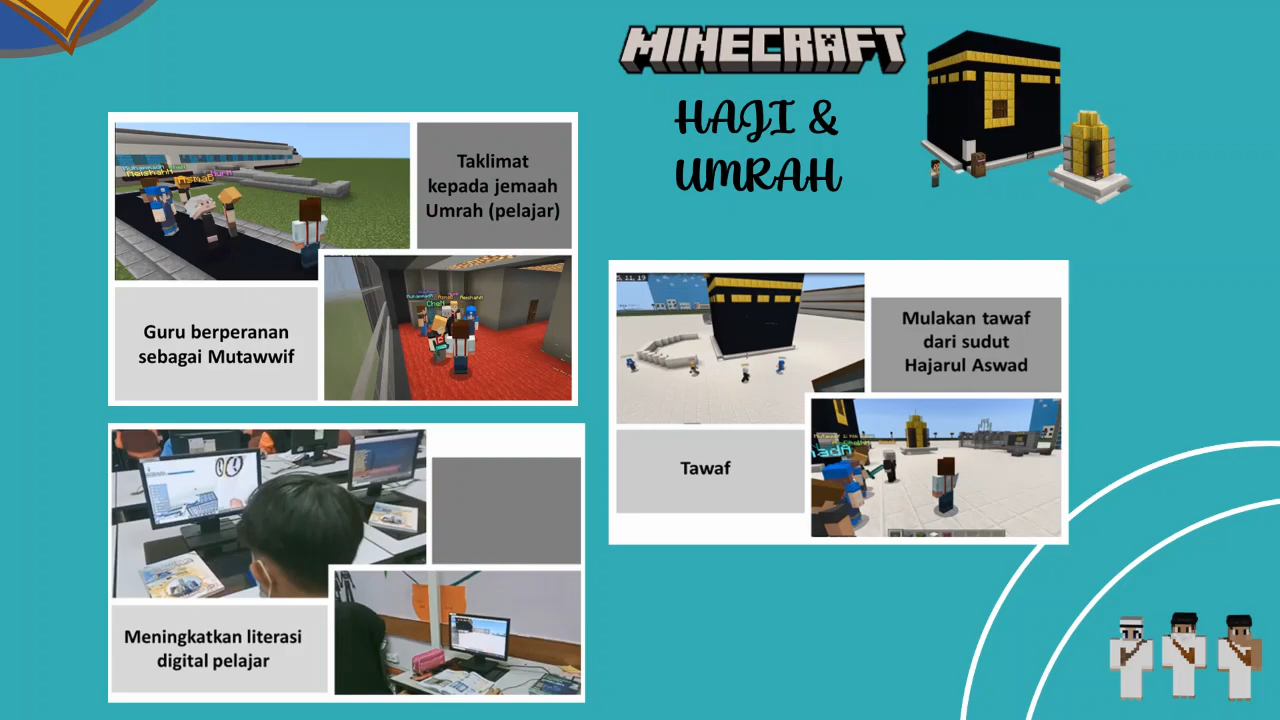 MINECRAFT
HAJI &
UMRAH
Taklimat
kepada jemaah
Umrah (pelajar)
Guru berperanan
sebagai Mutawwif
Mulakan tawaf
dari sudut
Hajarul Aswad
Tawaf
Meningkatkan literasi
digital pelajar